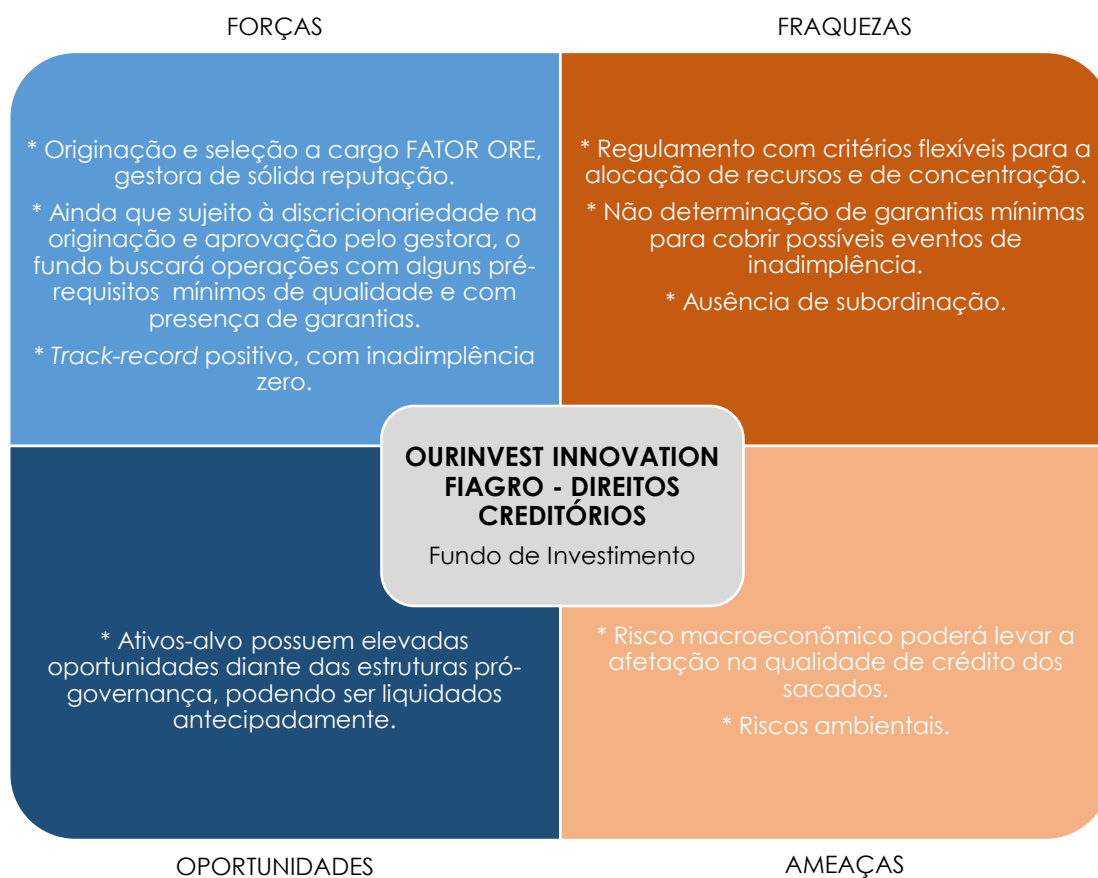 FORÇAS
FRAQUEZAS
* Originação e seleção a cargo FATOR ORE,
gestora de sólida reputação.
* Ainda que sujeito à discricionariedade na
originação e aprovação pelo gestora, o
fundo buscará operações com alguns pré-
requisitos mínimos de qualidade e com
presença de garantias.
* Track-record positivo, com inadimplência
zero.
* Regulamento com critérios flexíveis para a
alocação de recursos e de concentração.
* Não determinação de garantias mínimas
para cobrir possíveis eventos de
inadimplência.
* Ausência de subordinação.
OURINVEST INNOVATION
FIAGRO - DIREITOS
CREDITÓRIOS
Fundo de Investimento
* Ativos-alvo possuem elevadas
oportunidades diante das estruturas pró-
governança, podendo ser liquidados
antecipadamente.
* Risco macroeconômico poderá levar a
afetação na qualidade de crédito dos
sacados.
* Riscos ambientais.
OPORTUNIDADES
AMEAÇAS